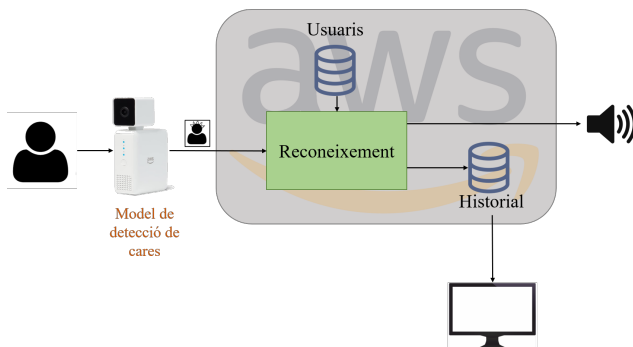 aws
Usuaris
Reconeixement
Historial
Model de
detecció de
cares